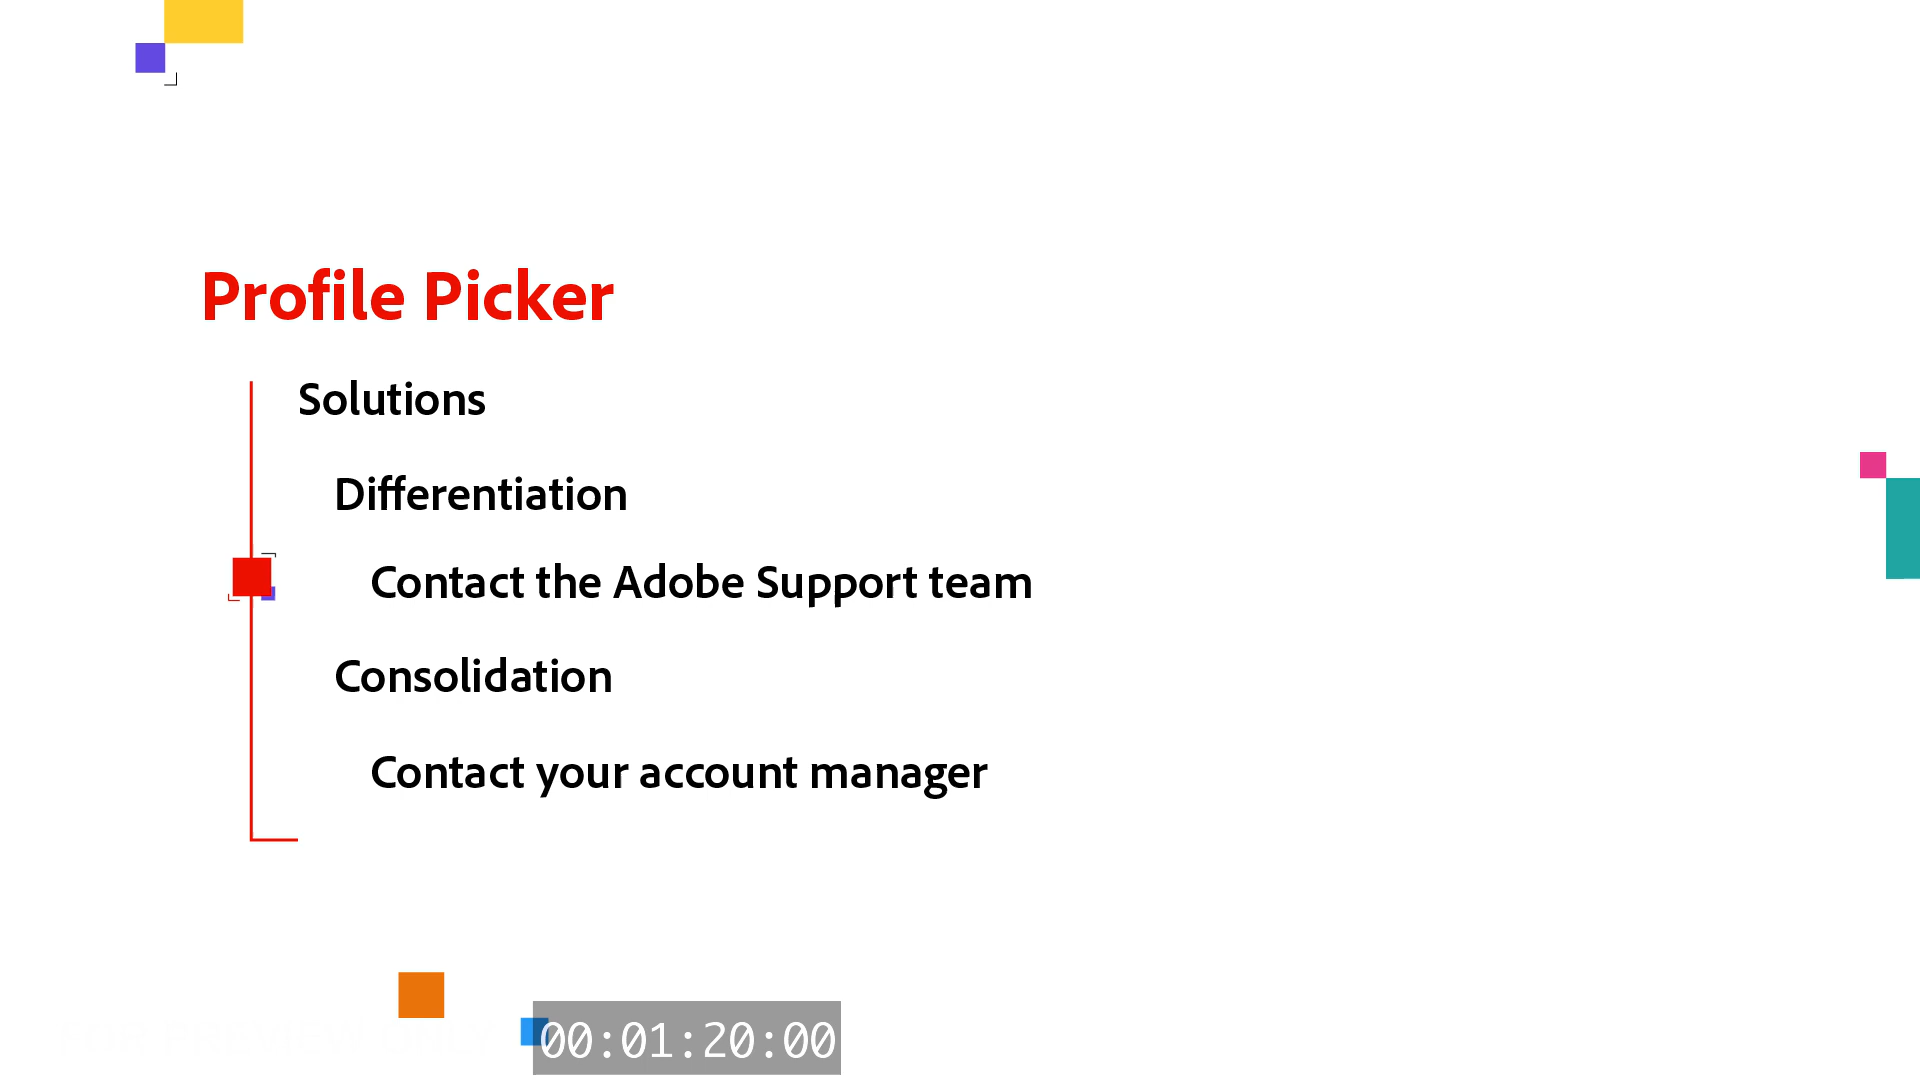 Profile Picker
Solutions
Differentiation
Contact the Adobe Support team
Consolidation
Contact your account manager
00:01:20:00